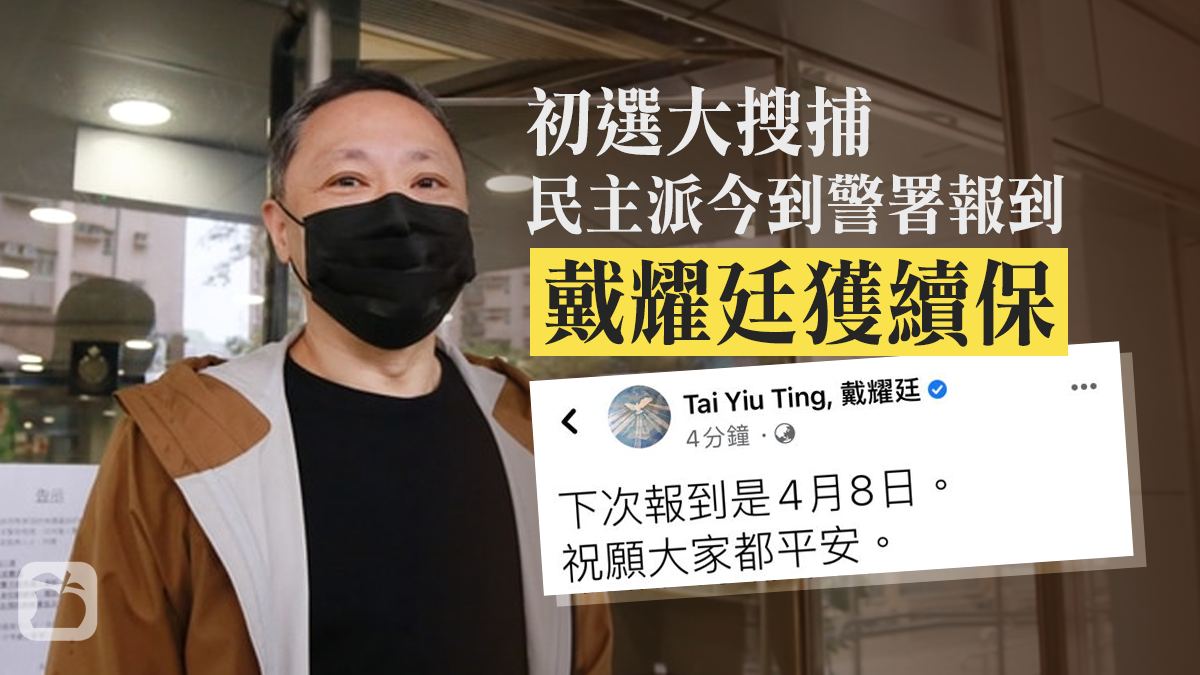 初選大搜捕
民主派今到警署報到
戴耀廷獲續保
Tai Yiu Ting, 戴耀廷
4分鐘 ·
下次報到是4月8日。
祝願大家都平安。
告示